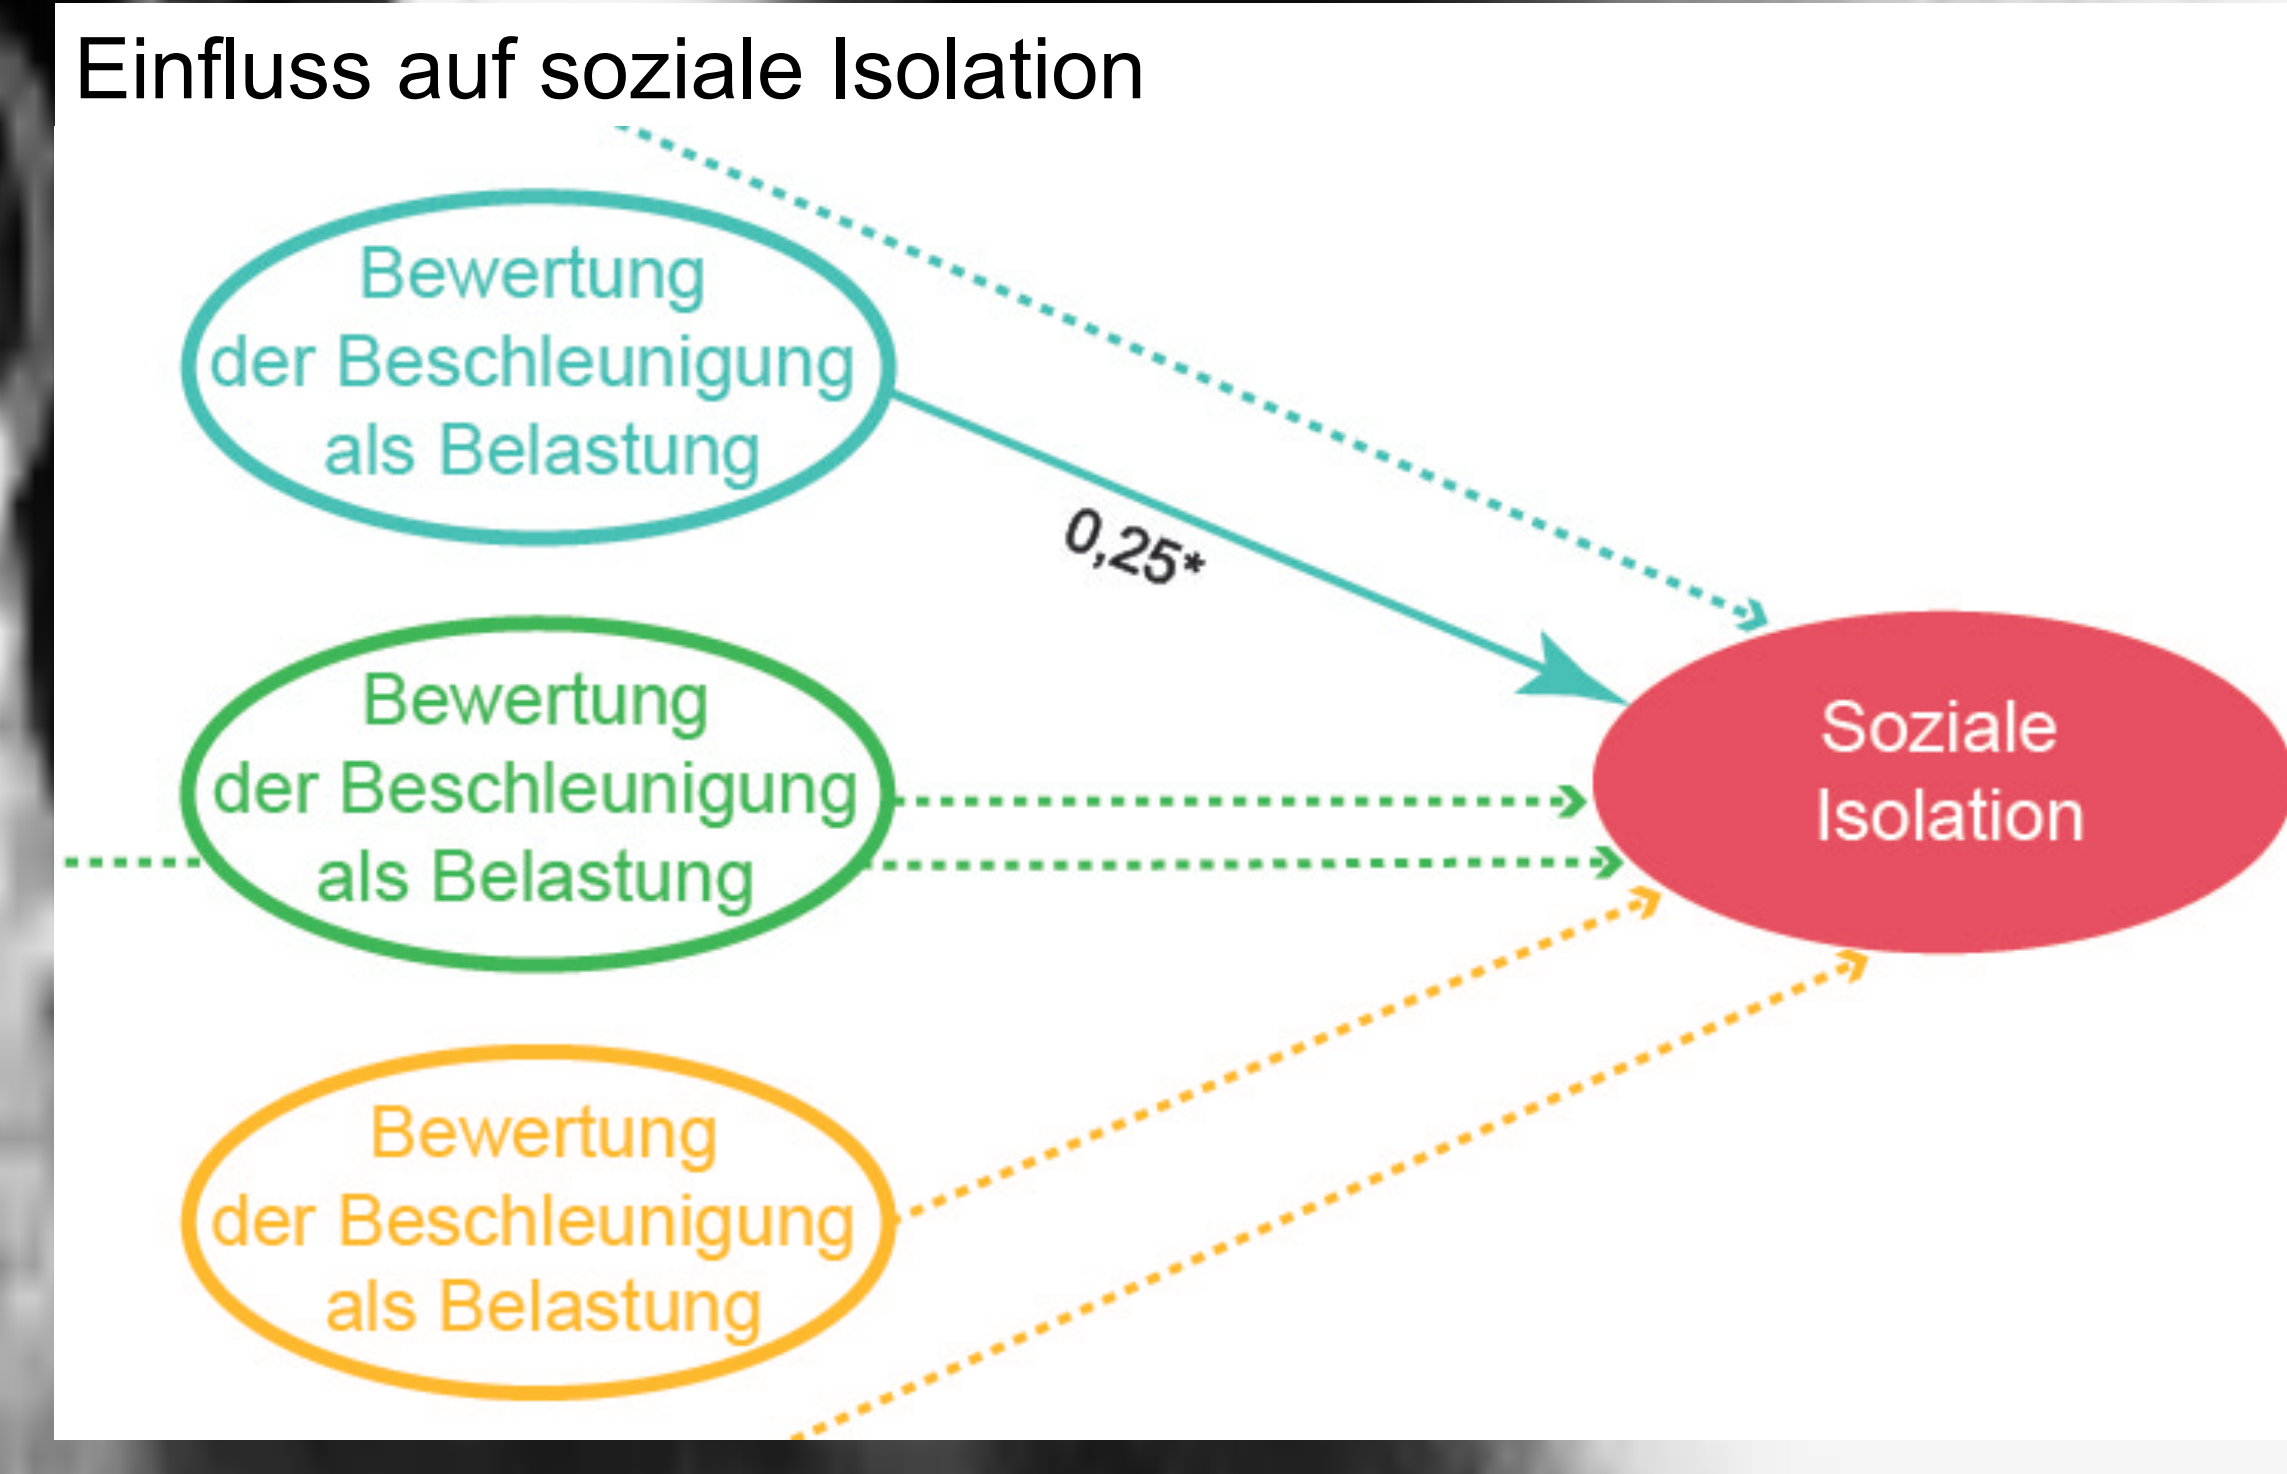 Einfluss auf soziale Isolation
Bewertung
der Beschleunigung
als Belastung
0,25*
Bewertung
der Beschleunigung
als Belastung
Soziale
Isolation
Bewertung
der Beschleunigung
als Belastung